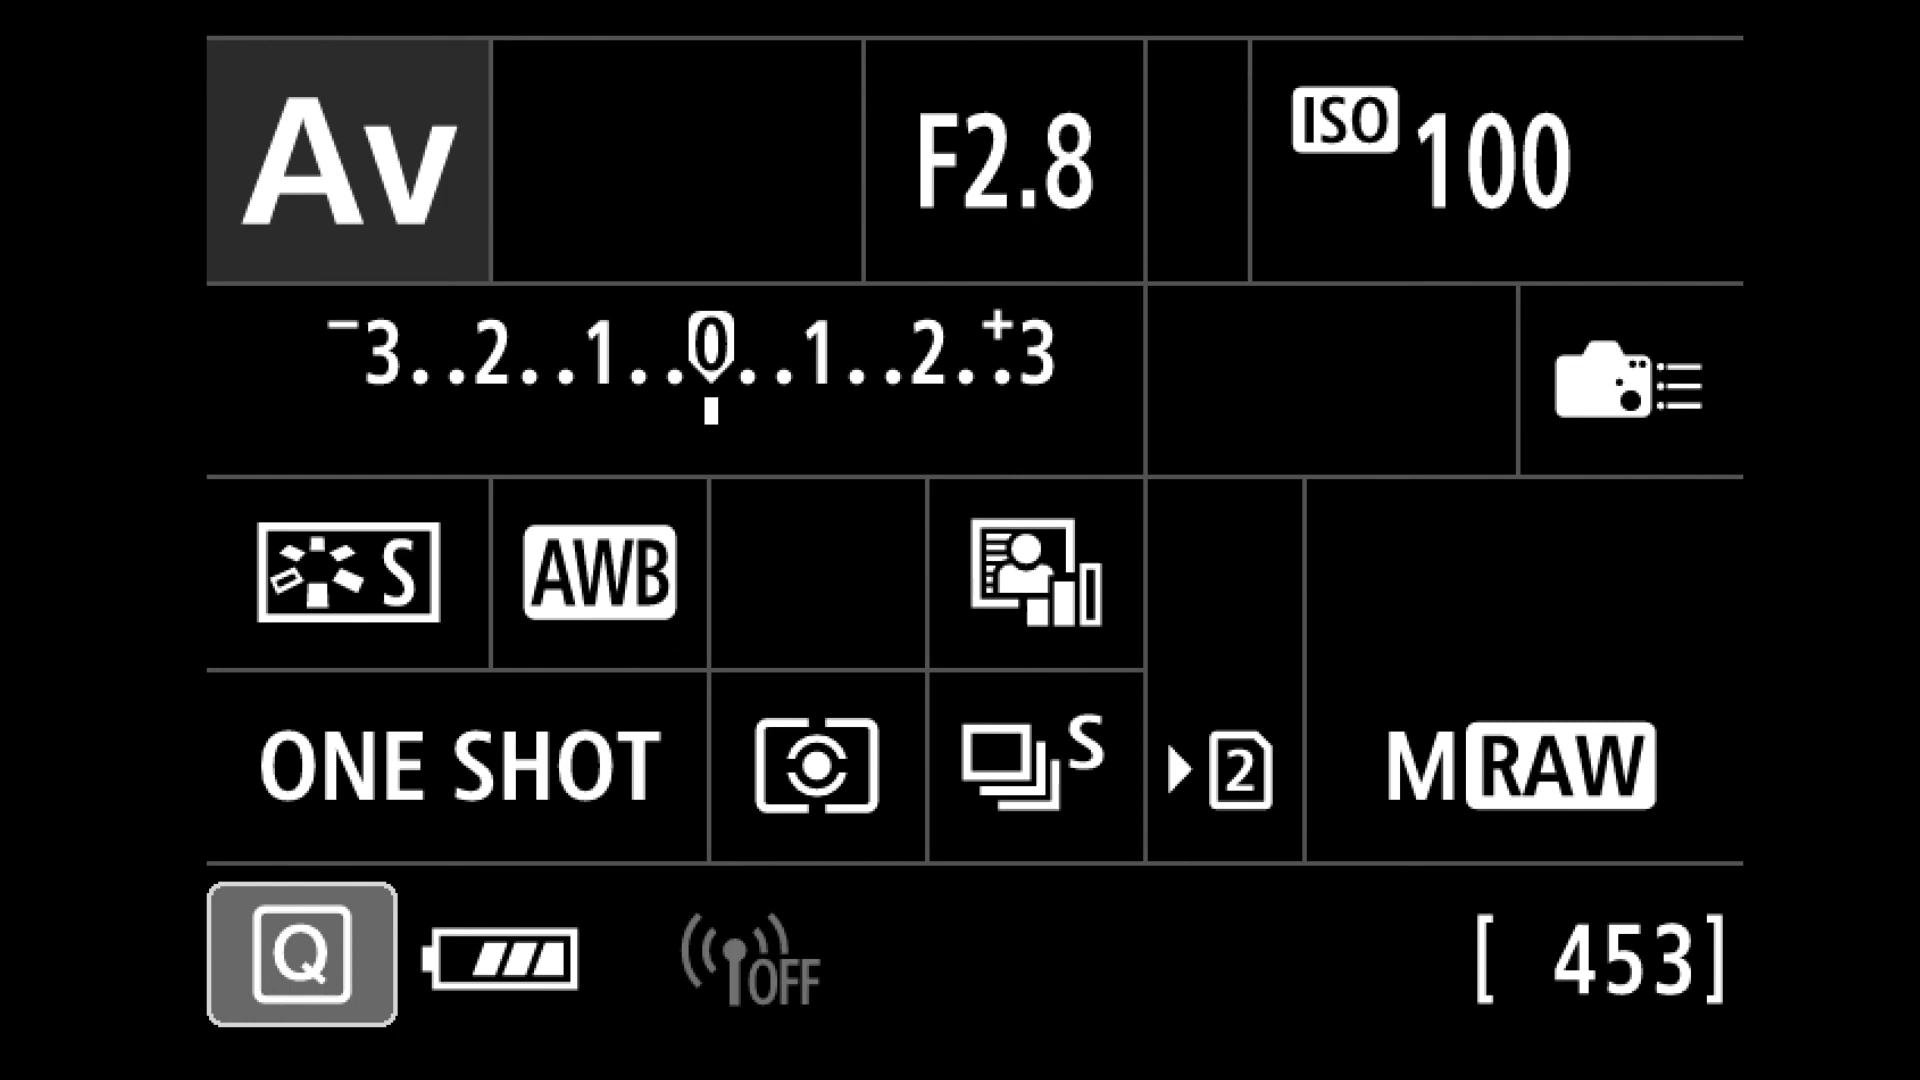 Av F2.8 ISO 100
-3..2..1..0..1..2..+3
S AWB
ONE SHOT S 2 M RAW
Q OFF [ 453]